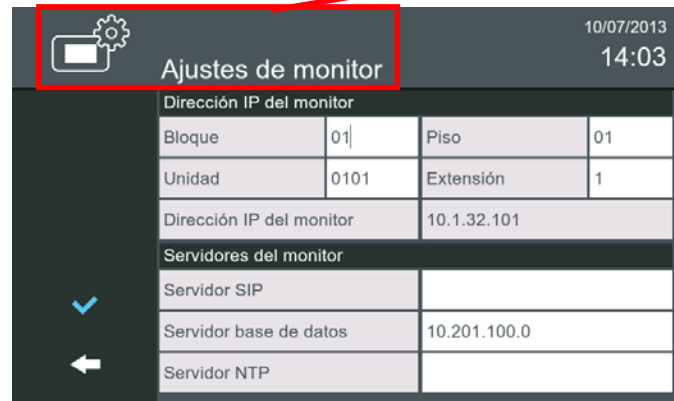 10/07/2013
14:03
Ajustes de monitor
Dirección IP del monitor
Bloque 01 Piso 01
Unidad 0101 Extensión 1
Dirección IP del monitor 10.1.32.101
Servidores del monitor
Servidor SIP
Servidor base de datos 10.201.100.0
Servidor NTP